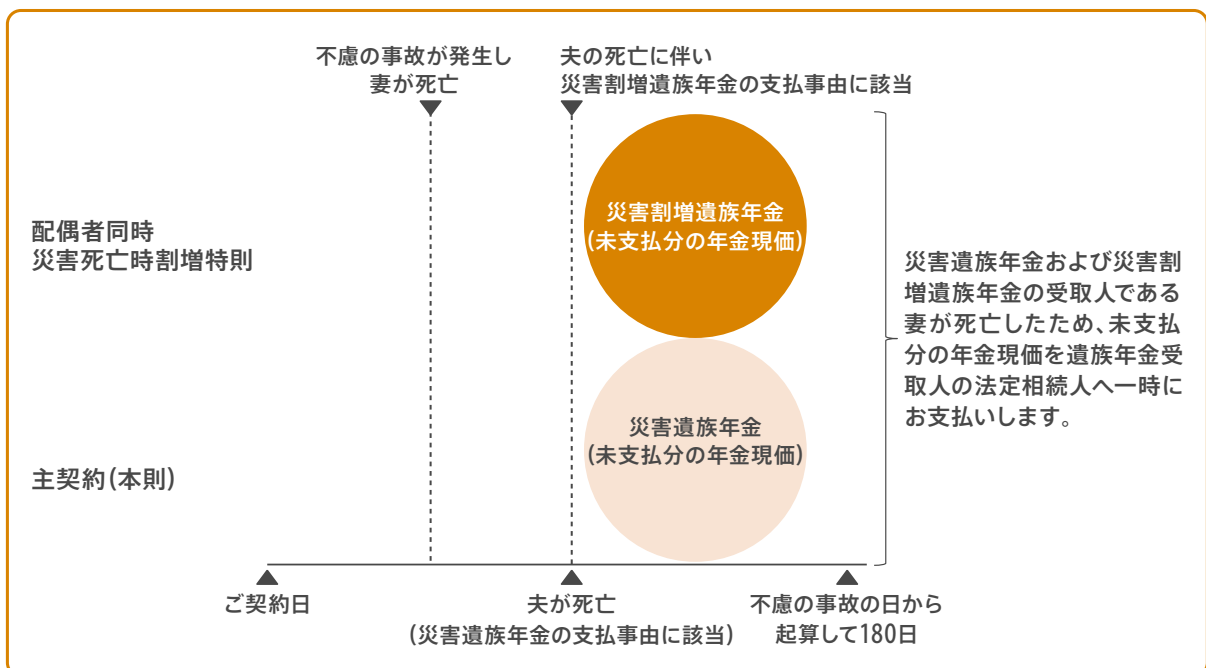 不慮の事故が発生し
妻が死亡
夫の死亡に伴い
災害割増遺族年金の支払事由に該当
配偶者同時
災害死亡時割増特則
災害割増遺族年金
(未支払分の年金現価)
災害遺族年金および災害割
増遺族年金の受取人である
妻が死亡したため、未支払
分の年金現価を遺族年金受
取人の法定相続人へ一時に
お支払いします。
主契約(本則)
災害遺族年金
(未支払分の年金現価)
ご契約日
夫が死亡
(災害遺族年金の支払事由に該当)
不慮の事故の日から
起算して180日